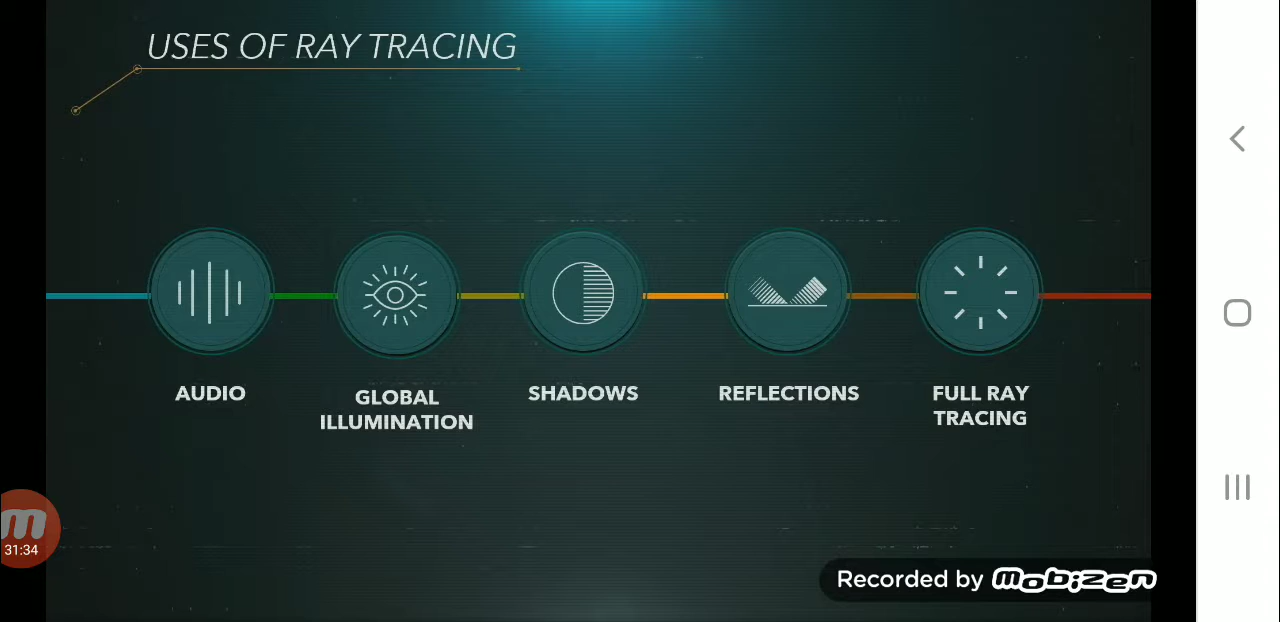 USES OF RAY TRACING
AUDIO
GLOBAL
ILLUMINATION
SHADOWS
REFLECTIONS
FULL RAY
TRACING
31:34
Recorded by mobizen